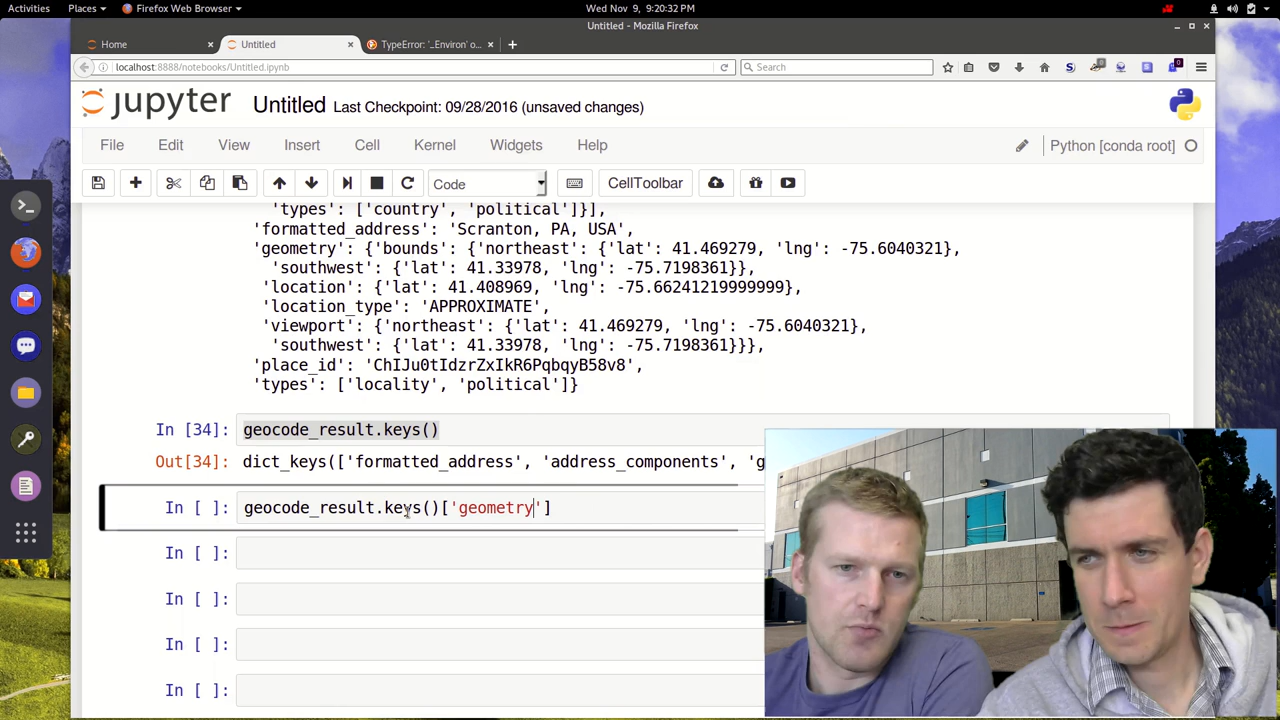 Activities Places Firefox Web Browser Wed Nov 9, 9:20:32 PM
Untitled - Mozilla Firefox
Home Untitled TypeError: '_Environ' o...
localhost:8888/notebooks/Untitled.ipynb Search
jupyter Untitled Last Checkpoint: 09/28/2016 (unsaved changes)
File Edit View Insert Cell Kernel Widgets Help Python [conda root]
Code CellToolbar
'types': ['country', 'political']}],
'formatted_address': 'Scranton, PA, USA',
'geometry': {'bounds': {'northeast': {'lat': 41.469279, 'lng': -75.6040321},
'southwest': {'lat': 41.33978, 'lng': -75.7198361}},
'location': {'lat': 41.408969, 'lng': -75.66241219999999},
'location_type': 'APPROXIMATE',
'viewport': {'northeast': {'lat': 41.469279, 'lng': -75.6040321},
'southwest': {'lat': 41.33978, 'lng': -75.7198361}}},
'place_id': 'ChIJu0tIdzrZxIkR6PqbqyB58v8',
'types': ['locality', 'political']}
In [34]: geocode_result.keys()
Out[34]: dict_keys(['formatted_address', 'address_components', 'g
In [ ]: geocode_result.keys()['geometry']
In [ ]:
In [ ]:
In [ ]:
In [ ]: